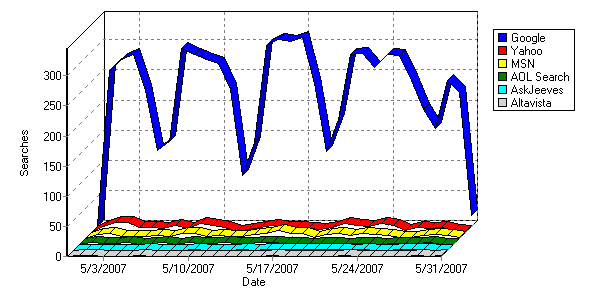 Google
Yahoo
MSN
AOL Search
AskJeeves
Altavista
300
250
200
150
100
50
0
Searches
5/3/2007 5/10/2007 5/17/2007 5/24/2007 5/31/2007
Date